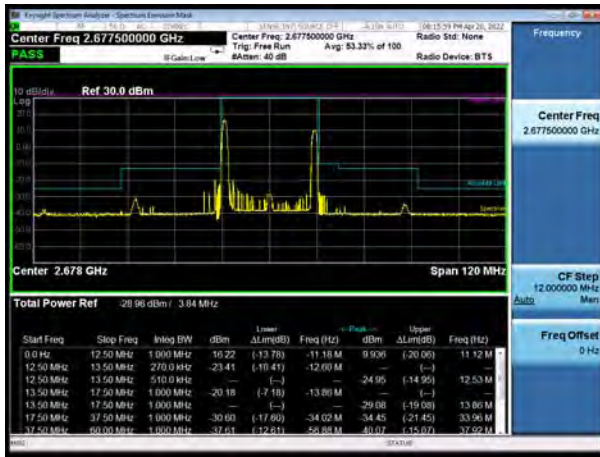 Keysight Spectrum Analyzer - Spectrum Emission Mask
08:15:39 PM Apr 20, 2022
Center Freq 2.677500000 GHz
PASS
IFGain:Low
Center Freq: 2.677500000 GHz
Trig: Free Run
Avg: 53.33% of 100
#Atten: 40 dB
Radio Std: None
Radio Device: BTS
Frequency
10 dB/div
Ref 30.0 dBm
Log
Center Freq
2.677500000 GHz
Center 2.678 GHz
Span 120 MHz
CF Step
12.000000 MHz
Auto Man
Freq Offset
0 Hz
Total Power Ref -28.96 dBm / 3.84 MHz
Lower <-Peak-> Upper
Start Freq Stop Freq Integ BW dBm ΔLim(dB) Freq (Hz) dBm ΔLim(dB) Freq (Hz)
0.0 Hz 12.50 MHz 1.000 MHz 16.22 (-13.78) -11.18 M 9.936 (-20.06) 11.12 M
12.50 MHz 13.50 MHz 270.0 kHz -23.41 (-10.41) -12.60 M --- (---)
12.50 MHz 13.50 MHz 510.0 kHz --- (---) -24.95 (-14.95) 12.53 M
13.50 MHz 17.50 MHz 1.000 MHz -20.18 (-7.18) -13.86 M --- (---)
13.50 MHz 17.50 MHz 1.000 MHz --- (---) -29.08 (-19.08) 13.86 M
17.50 MHz 37.50 MHz 1.000 MHz -30.60 (-17.60) -34.02 M -34.45 (-21.45) 33.96 M
37.50 MHz 60.00 MHz 1.000 MHz -37.61 (-12.61) -56.88 M -40.07 (-15.07) 37.92 M
MSG
STATUS